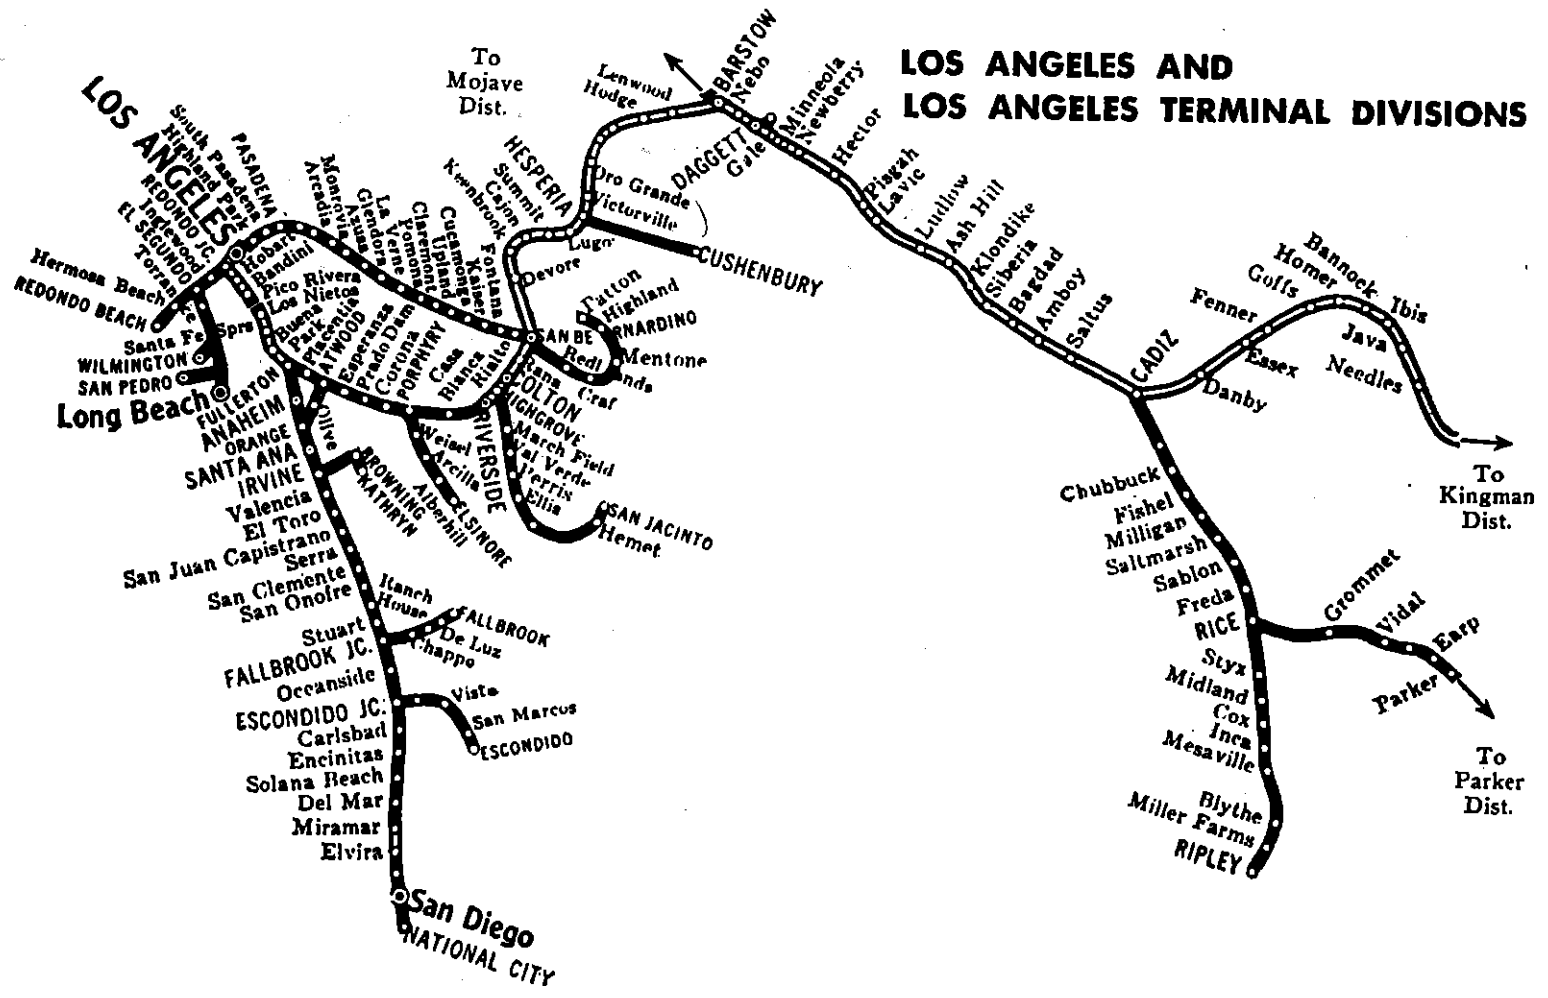 LOS ANGELES AND
LOS ANGELES TERMINAL DIVISIONS
To
Mojave
Dist.
LOS
ANGELES
South Pasadena
Highland Park
PASADENA
REDONDO JC.
Inglewood
EL SEGUNDO
Torrance
Hermosa Beach
REDONDO BEACH
WILMINGTON
SAN PEDRO
Long Beach
Arcadia
Monrovia
Azusa
Glendora
La
Verne
Pomona
Claremont
Upland
Cucamonga
Kaiser
Fontana
Rialto
Keenbrook
Cajon
Summit
HESPERIA
Lugo
Devore
Oro Grande
Victorville
CUSHENBURY
Hodge
Lenwood
BARSTOW
Nebo
DAGGETT
Gale
Minneola
Newberry
Hector
Pisgah
Lavic
Ludlow
Ash Hill
Klondike
Siberia
Bagdad
Amboy
Saltus
CADIZ
Danby
Essex
Fenner
Goffs
Homer
Bannock
Ibis
Java
Needles
To
Kingman
Dist.
Hobart
Bandini
Pico Rivera
Los Nietos
Santa Fe Sprs
Buena
Park
FULLERTON
Placentia
ATWOOD
Esperanza
Prado Dam
Corona
PORPHYRY
Casa
Blanca
RIVERSIDE
HIGHGROVE
COLTON
SAN BERNARDINO
Patton
Highland
Mentone
Redlands
Craf
March Field
Val Verde
Perris
Ellis
Hemet
SAN JACINTO
Weisel
Arcilla
Alberhill
ELSINORE
ANAHEIM
ORANGE
Olive
SANTA ANA
IRVINE
BROWNING
KATHRYN
Valencia
El Toro
San Juan Capistrano
Serra
San Clemente
San Onofre
Stuart
FALLBROOK JC.
Ranch
House
Chappo
De Luz
FALLBROOK
Oceanside
ESCONDIDO JC.
Vista
San Marcos
ESCONDIDO
Carlsbad
Encinitas
Solana Beach
Del Mar
Miramar
Elvira
San Diego
NATIONAL CITY
Chubbuck
Fishel
Milligan
Saltmarsh
Sablon
Freda
RICE
Grommet
Vidal
Earp
Parker
To
Parker
Dist.
Styx
Midland
Cox
Inca
Mesaville
Blythe
Miller Farms
RIPLEY